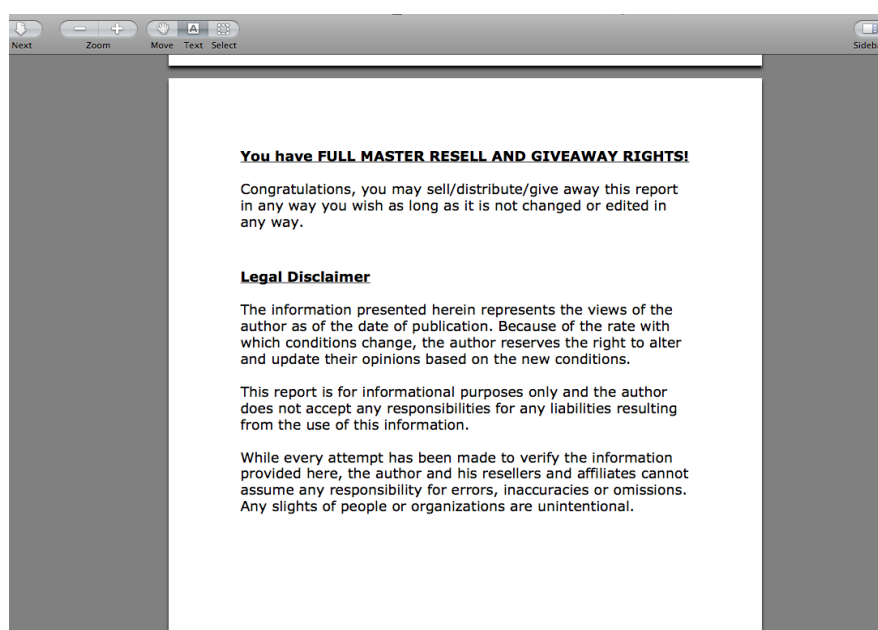 Next Zoom Move Text Select
You have FULL MASTER RESELL AND GIVEAWAY RIGHTS!
Congratulations, you may sell/distribute/give away this report
in any way you wish as long as it is not changed or edited in
any way.
Legal Disclaimer
The information presented herein represents the views of the
author as of the date of publication. Because of the rate with
which conditions change, the author reserves the right to alter
and update their opinions based on the new conditions.
This report is for informational purposes only and the author
does not accept any responsibilities for any liabilities resulting
from the use of this information.
While every attempt has been made to verify the information
provided here, the author and his resellers and affiliates cannot
assume any responsibility for errors, inaccuracies or omissions.
Any slights of people or organizations are unintentional.